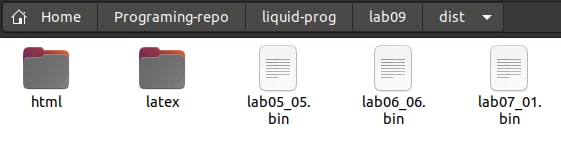 Home Programing-repo liquid-prog lab09 dist
html latex lab05_05. lab06_06. lab07_01.
bin bin bin